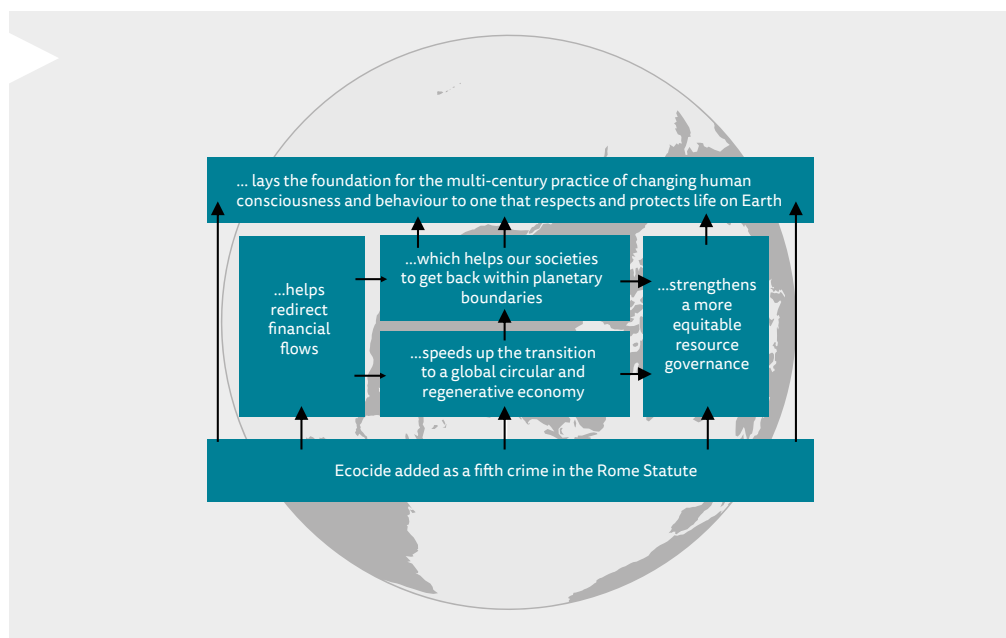 ... lays the foundation for the multi-century practice of changing human
consciousness and behaviour to one that respects and protects life on Earth
...helps
redirect
financial
flows
...which helps our societies
to get back within planetary
boundaries
...speeds up the transition
to a global circular and
regenerative economy
...strengthens
a more
equitable
resource
governance
Ecocide added as a fifth crime in the Rome Statute